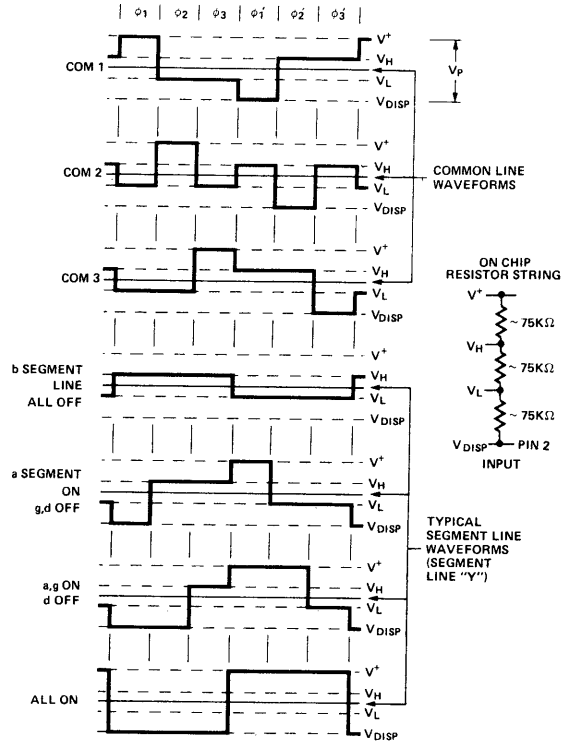 ϕ1 ϕ2 ϕ3 ϕ1′ ϕ2′ ϕ3′
COM 1
V+
VH
VL
VDISP
VP
COM 2
V+
VH
VL
VDISP
COMMON LINE
WAVEFORMS
COM 3
V+
VH
VL
VDISP
ON CHIP
RESISTOR STRING
V+
~75KΩ
VH
~75KΩ
VL
~75KΩ
VDISP PIN 2
INPUT
b SEGMENT
LINE
ALL OFF
V+
VH
VL
VDISP
a SEGMENT
ON
g,d OFF
V+
VH
VL
VDISP
TYPICAL
SEGMENT LINE
WAVEFORMS
(SEGMENT
LINE "Y")
a,g ON
d OFF
V+
VH
VL
VDISP
ALL ON
V+
VH
VL
VDISP